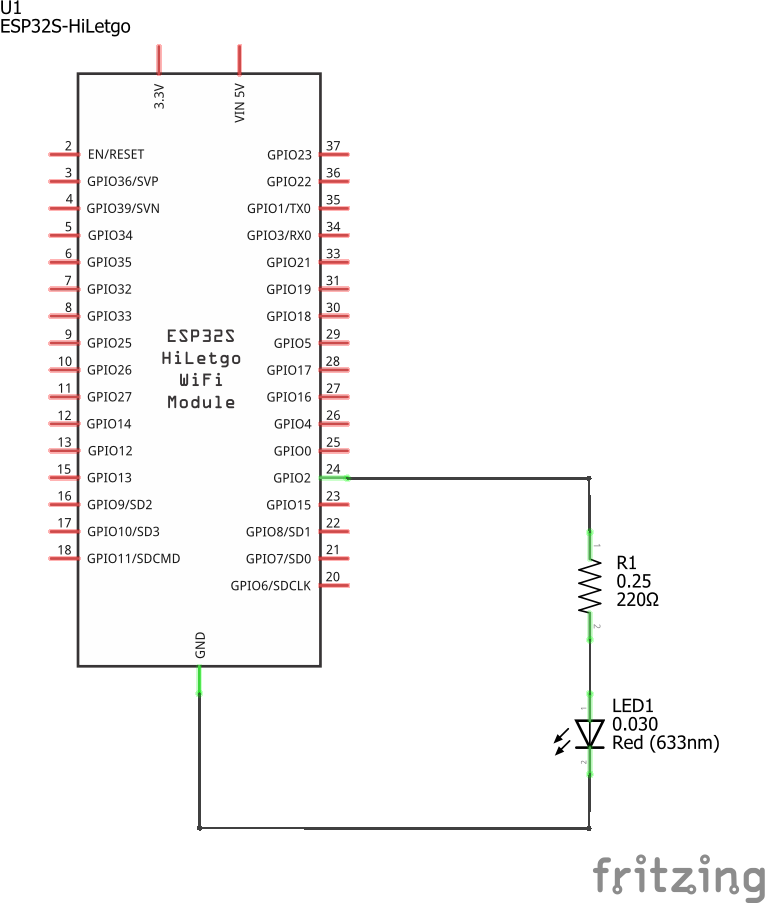 U1
ESP32S-HiLetgo
3.3V
VIN 5V
2 EN/RESET
3 GPIO36/SVP
4 GPIO39/SVN
5 GPIO34
6 GPIO35
7 GPIO32
8 GPIO33
9 GPIO25
10 GPIO26
11 GPIO27
12 GPIO14
13 GPIO12
15 GPIO13
16 GPIO9/SD2
17 GPIO10/SD3
18 GPIO11/SDCMD
ESP32S
HiLetgo
WiFi
Module
GPIO23 37
GPIO22 36
GPIO1/TX0 35
GPIO3/RX0 34
GPIO21 33
GPIO19 31
GPIO18 30
GPIO5 29
GPIO17 28
GPIO16 27
GPIO4 26
GPIO0 25
GPIO2 24
GPIO15 23
GPIO8/SD1 22
GPIO7/SD0 21
GPIO6/SDCLK 20
GND
1
R1
0.25
220Ω
2
1
LED1
0.030
Red (633nm)
2
fritzing